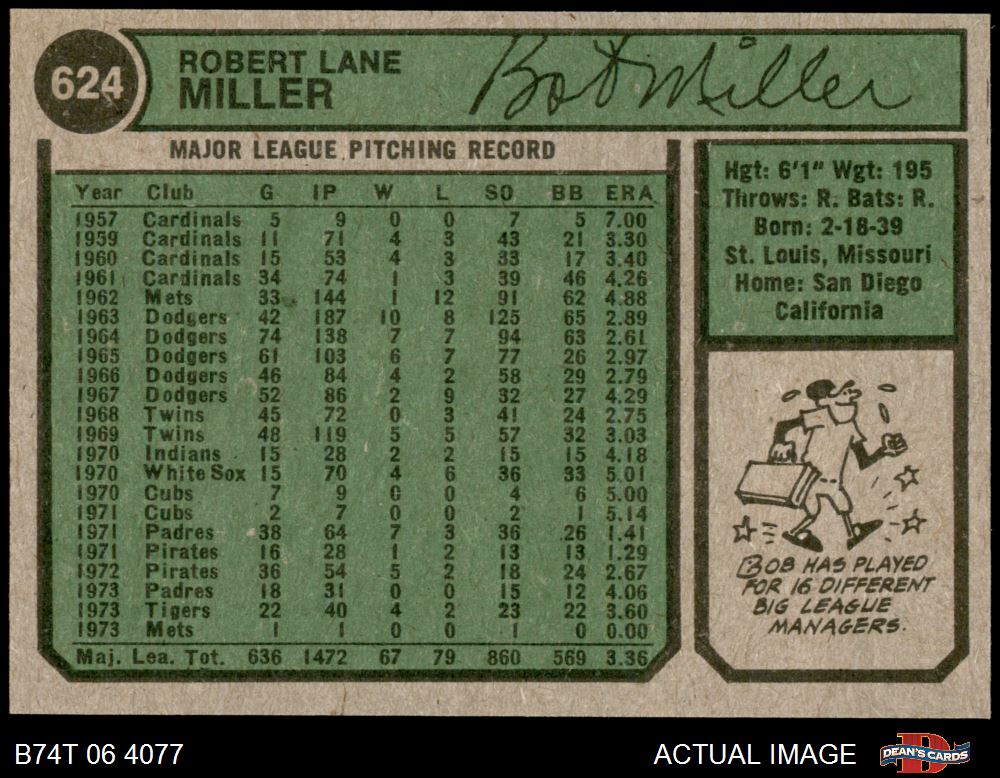 624
ROBERT LANE
MILLER
Bob Miller
MAJOR LEAGUE PITCHING RECORD
Year Club G IP W L SO BB ERA
1957 Cardinals 5 9 0 0 7 5 7.00
1959 Cardinals 11 71 4 3 43 21 3.30
1960 Cardinals 15 53 4 3 33 17 3.40
1961 Cardinals 34 74 1 3 39 46 4.26
1962 Mets 33 144 1 12 91 62 4.88
1963 Dodgers 42 187 10 8 125 65 2.89
1964 Dodgers 74 138 7 7 94 63 2.61
1965 Dodgers 61 103 6 7 77 26 2.97
1966 Dodgers 46 84 4 2 58 29 2.79
1967 Dodgers 52 86 2 9 32 27 4.29
1968 Twins 45 72 0 3 41 24 2.75
1969 Twins 48 119 5 5 57 32 3.03
1970 Indians 15 28 2 2 15 15 4.18
1970 White Sox 15 70 4 6 36 33 5.01
1970 Cubs 7 9 0 0 4 6 5.00
1971 Cubs 2 7 0 0 2 1 5.14
1971 Padres 38 64 7 3 36 26 1.41
1971 Pirates 16 28 1 2 13 13 1.29
1972 Pirates 36 54 5 2 18 24 2.67
1973 Padres 18 31 0 0 15 12 4.06
1973 Tigers 22 40 4 2 23 22 3.60
1973 Mets 1 1 0 0 1 0 0.00
Maj. Lea. Tot. 636 1472 67 79 860 569 3.36
Hgt: 6'1" Wgt: 195
Throws: R. Bats: R.
Born: 2-18-39
St. Louis, Missouri
Home: San Diego
California
BOB HAS PLAYED
FOR 16 DIFFERENT
BIG LEAGUE
MANAGERS.
B74T 06 4077
ACTUAL IMAGE
DEAN'S CARDS